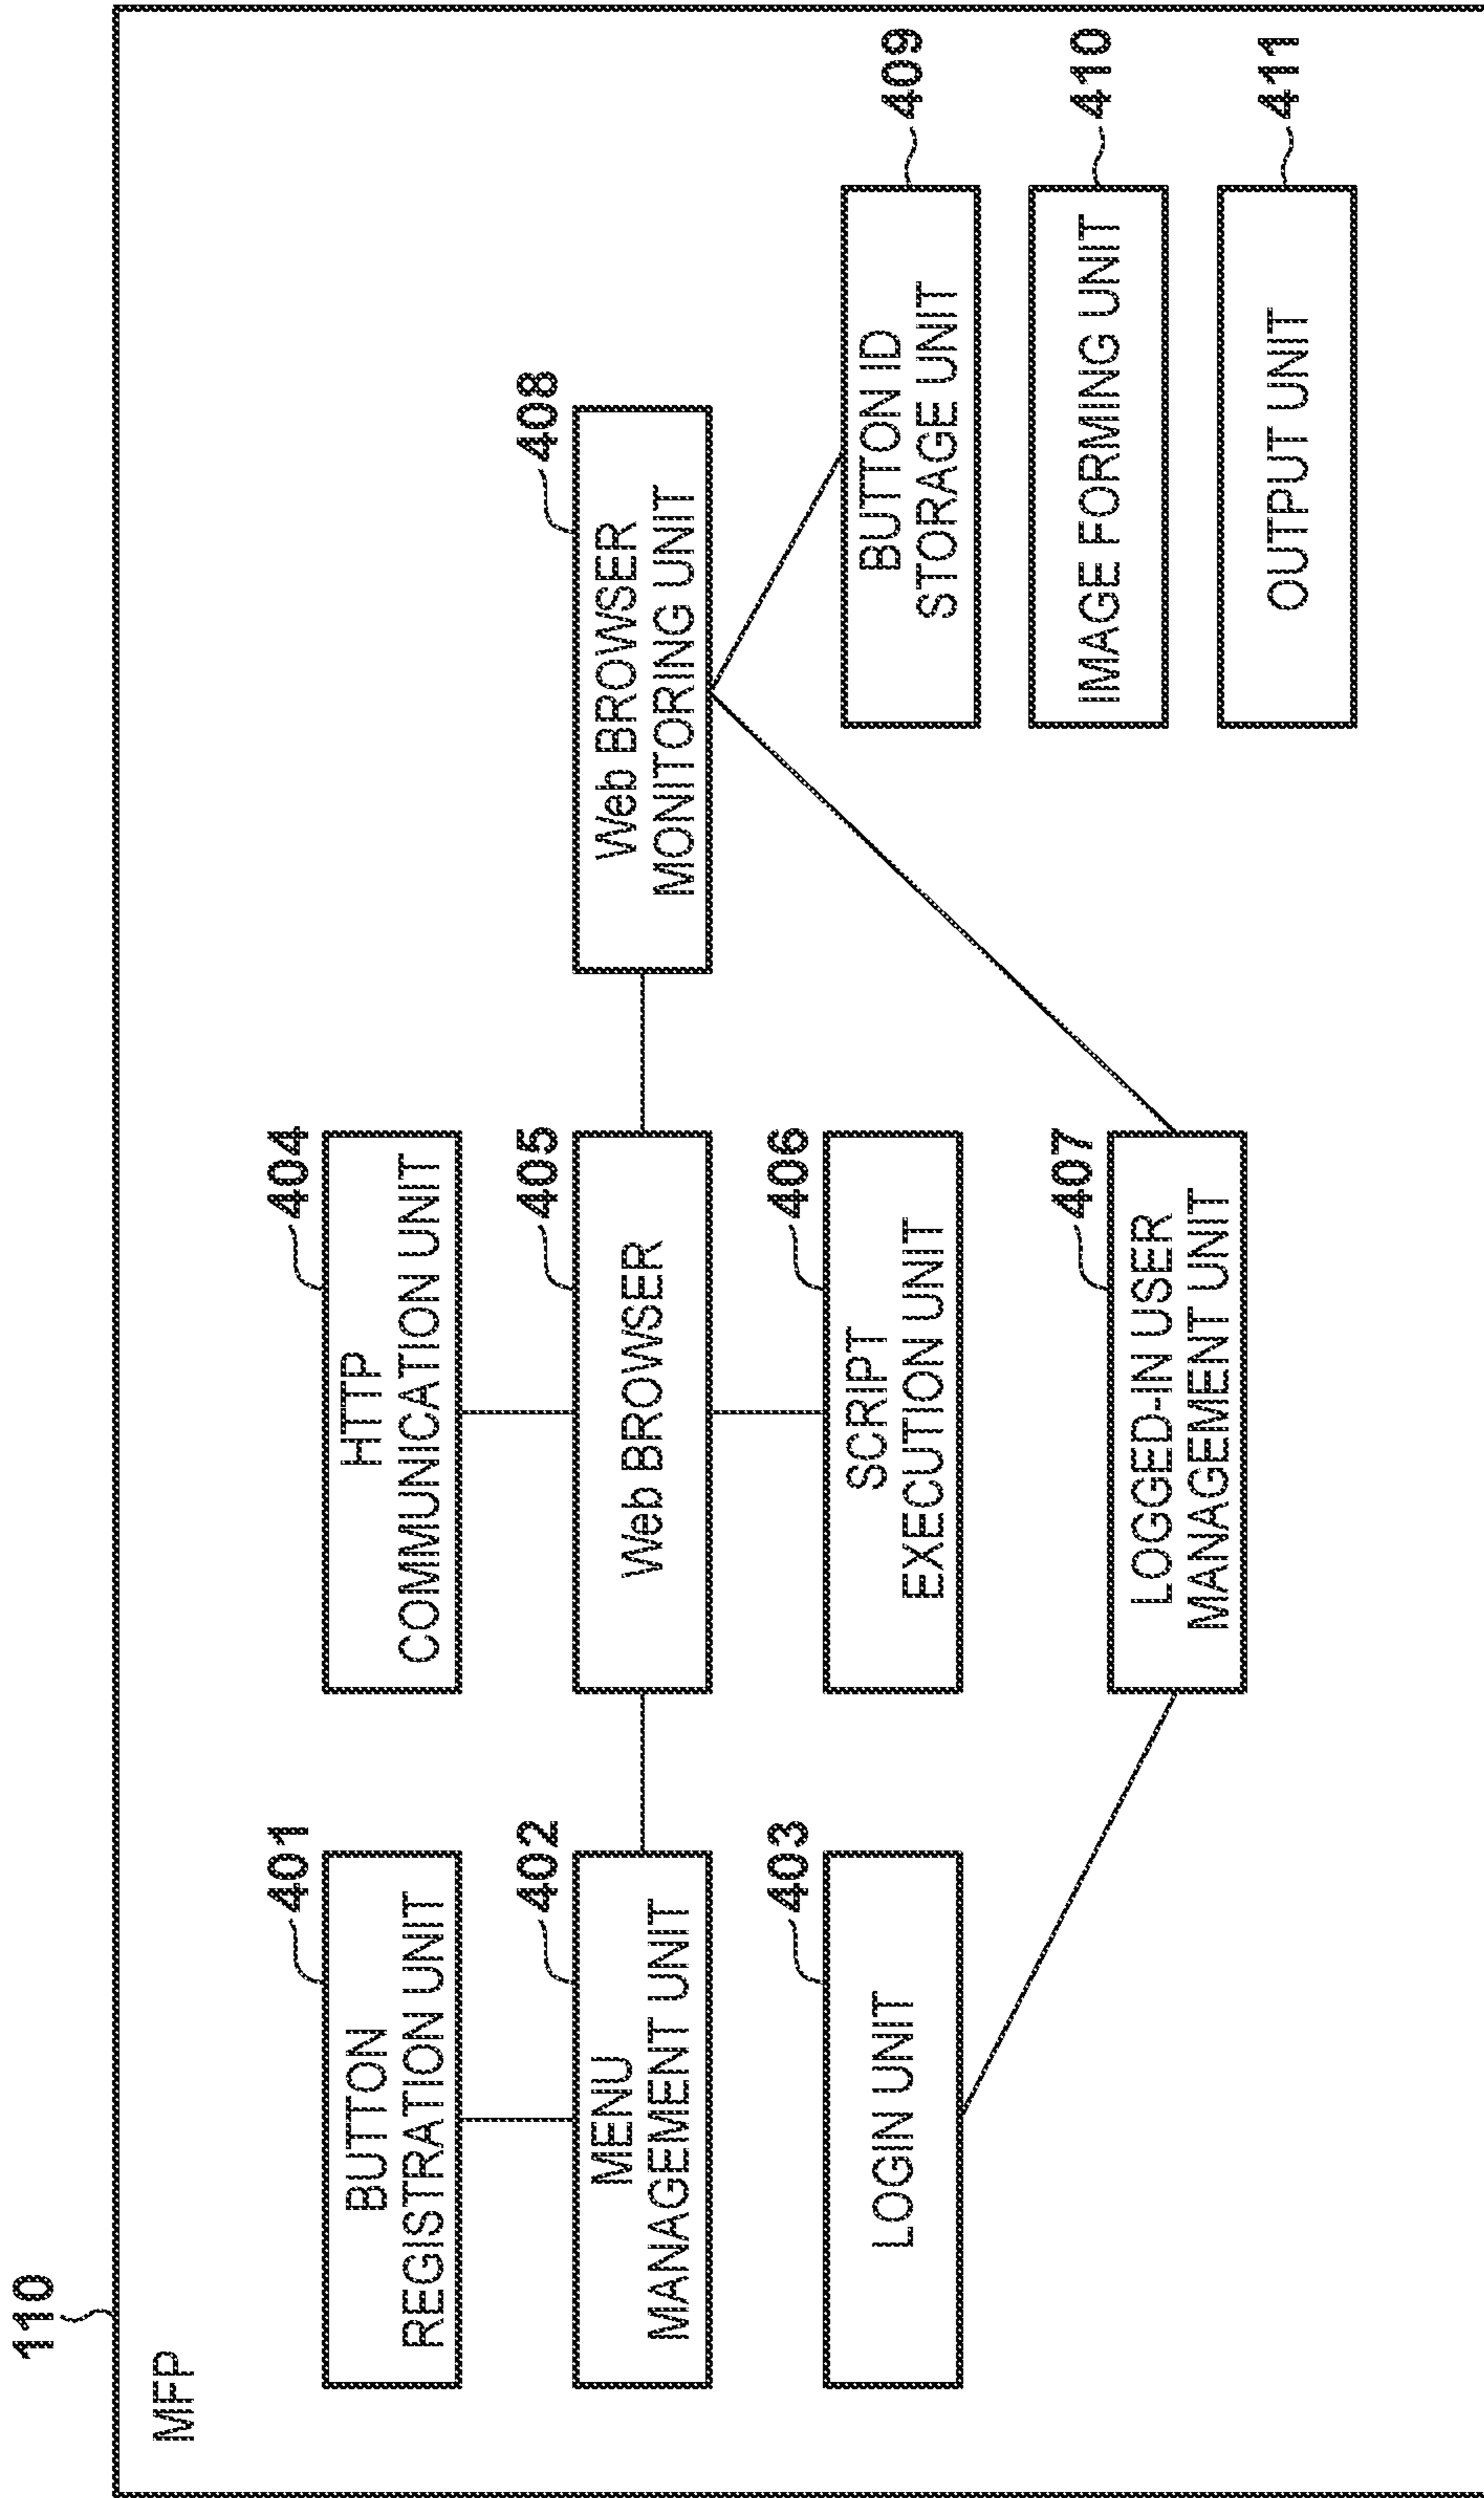 110
MFP
401
BUTTON
REGISTRATION UNIT
402
MENU
MANAGEMENT UNIT
403
LOGIN UNIT
404
HTTP
COMMUNICATION UNIT
405
Web BROWSER
406
SCRIPT
EXECUTION UNIT
407
LOGGED-IN USER
MANAGEMENT UNIT
408
Web BROWSER
MONITORING UNIT
409
BUTTON ID
STORAGE UNIT
410
IMAGE FORMING UNIT
411
OUTPUT UNIT